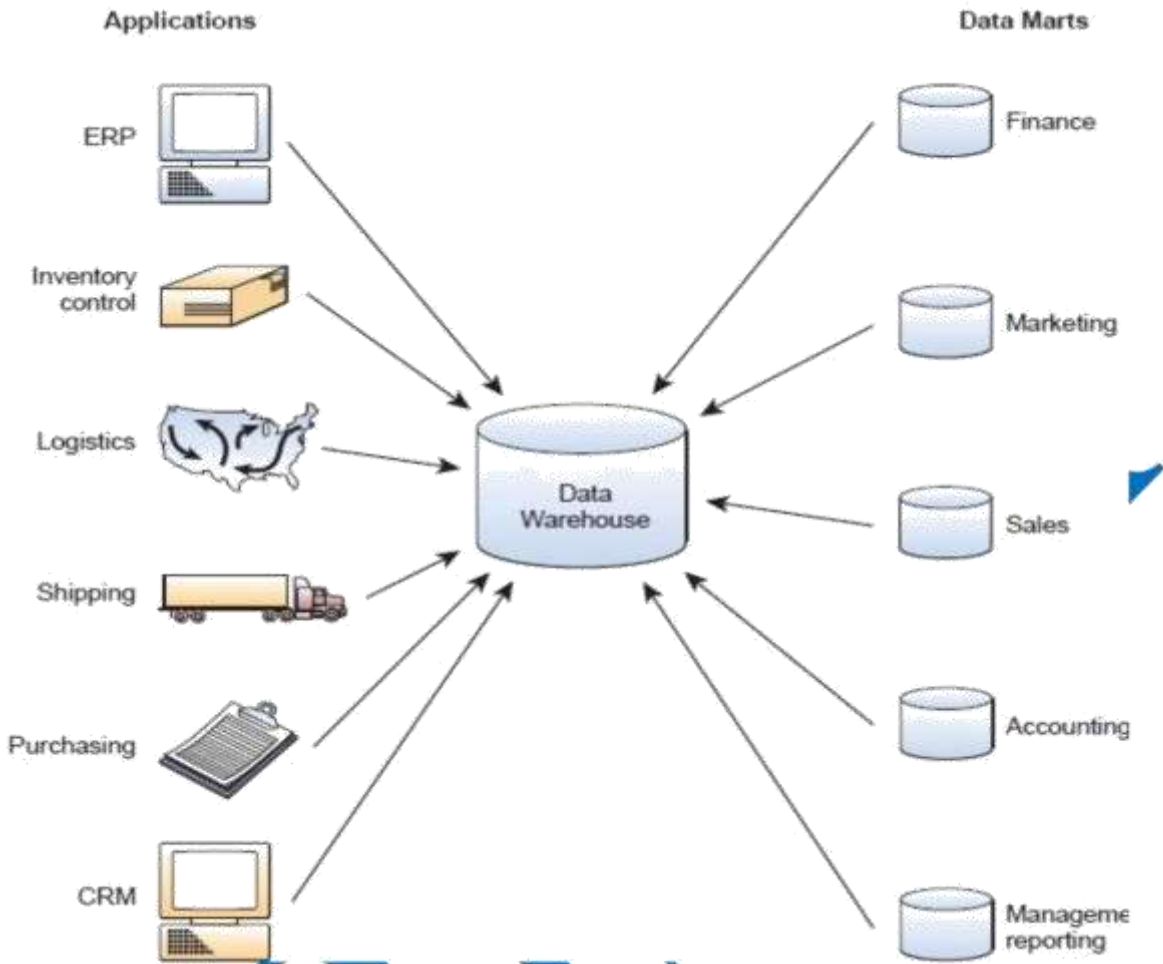 Applications
Data Marts
ERP
Finance
Inventory
control
Marketing
Logistics
Data
Warehouse
Sales
Shipping
Purchasing
Accounting
CRM
Manageme
reporting